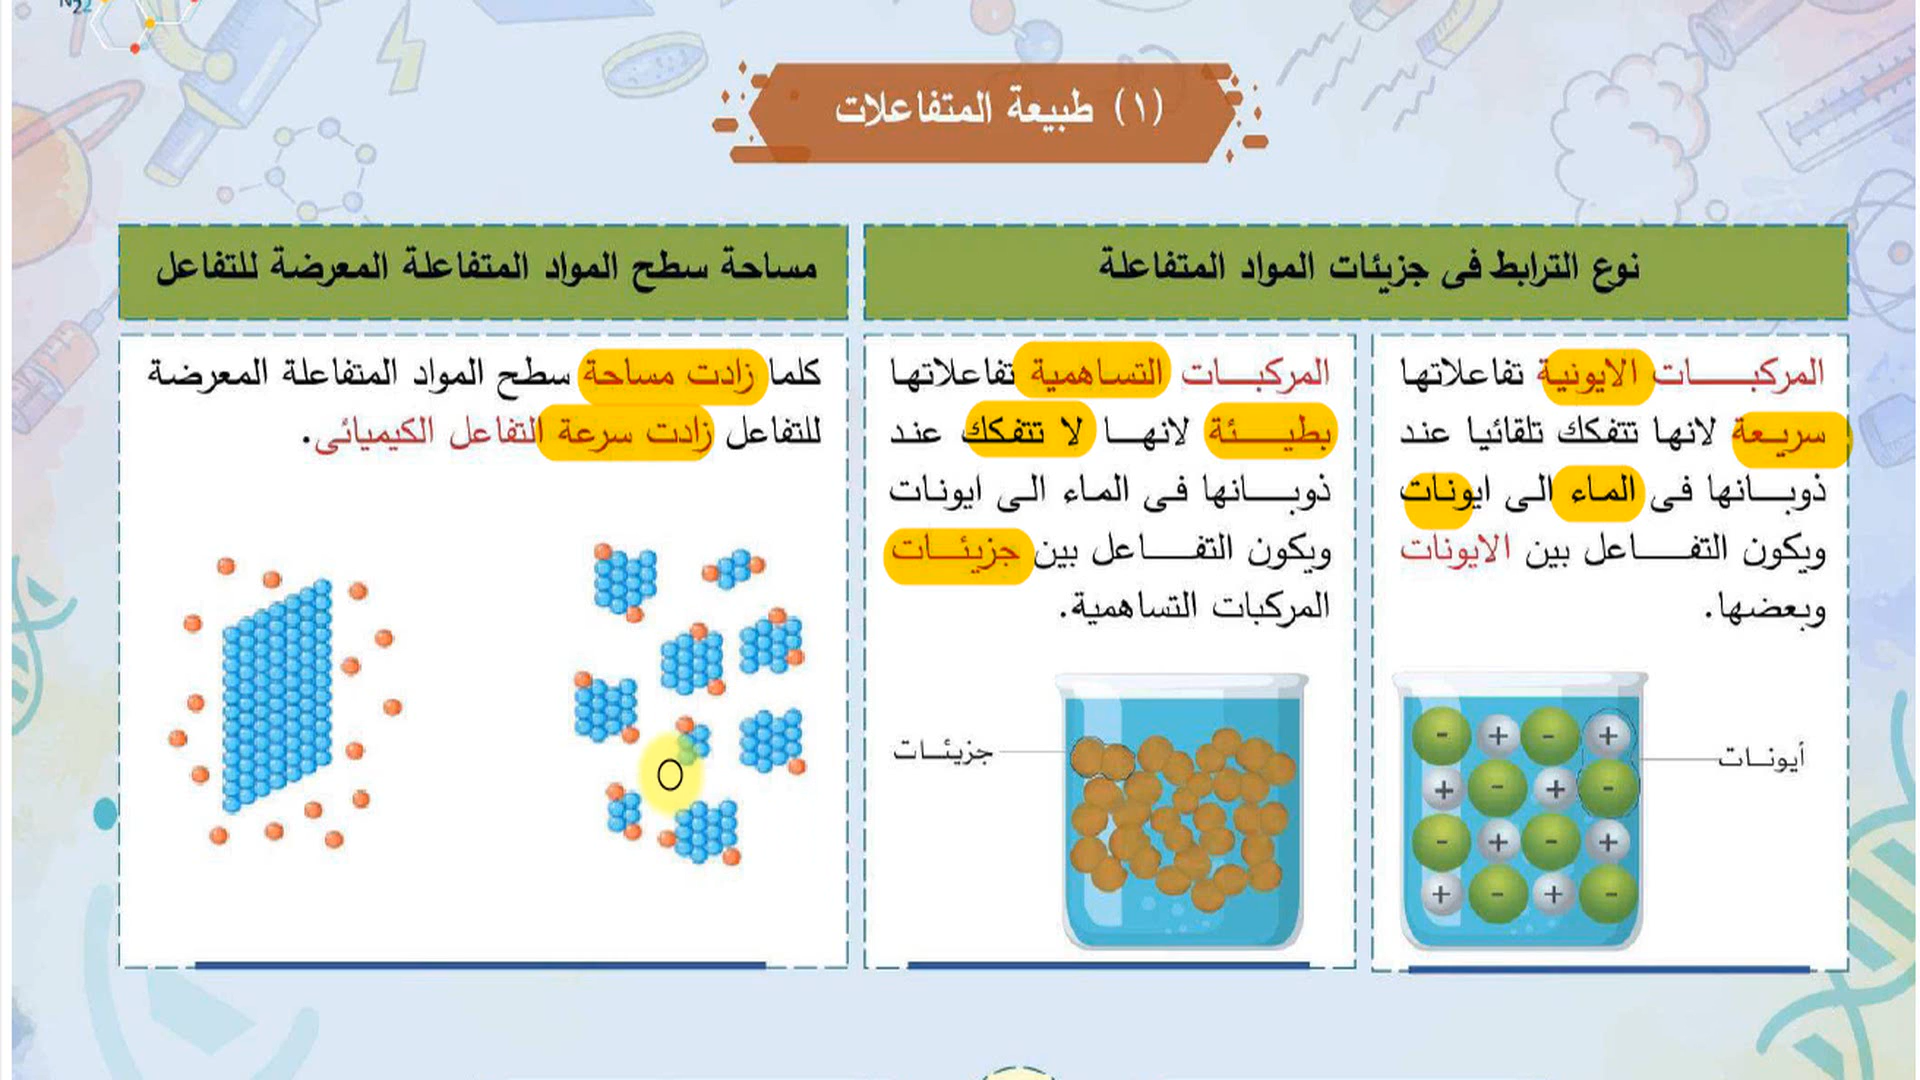 (١) طبيعة المتفاعلات
نوع الترابط فى جزيئات المواد المتفاعلة
المركبات الايونية تفاعلاتها
سريعة لانها تتفكك تلقائيا عند
ذوبانها فى الماء الى ايونات
ويكون التفاعل بين الايونات
وبعضها.
+ - + -
- + - +
+ - + -
- + - +
أيونات
المركبات التساهمية تفاعلاتها
بطيئة لانها لا تتفكك عند
ذوبانها فى الماء الى ايونات
ويكون التفاعل بين جزيئات
المركبات التساهمية.
جزيئات
مساحة سطح المواد المتفاعلة المعرضة للتفاعل
كلما زادت مساحة سطح المواد المتفاعلة المعرضة
للتفاعل زادت سرعة التفاعل الكيميائى.